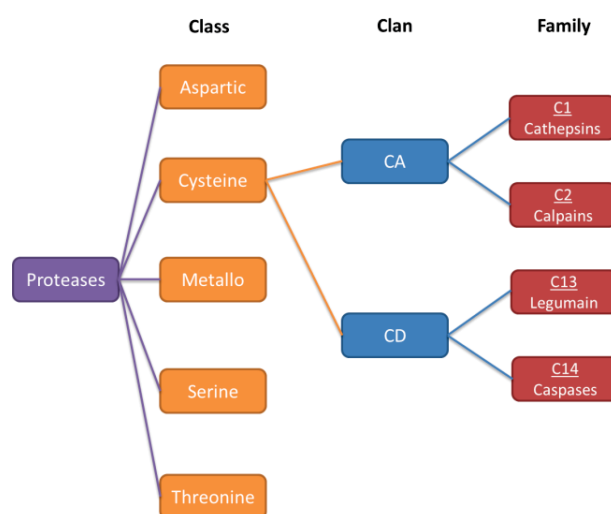 Class
Clan
Family
Aspartic
C1
Cathepsins
Cysteine
CA
C2
Calpains
Proteases
Metallo
C13
Legumain
CD
Serine
C14
Caspases
Threonine